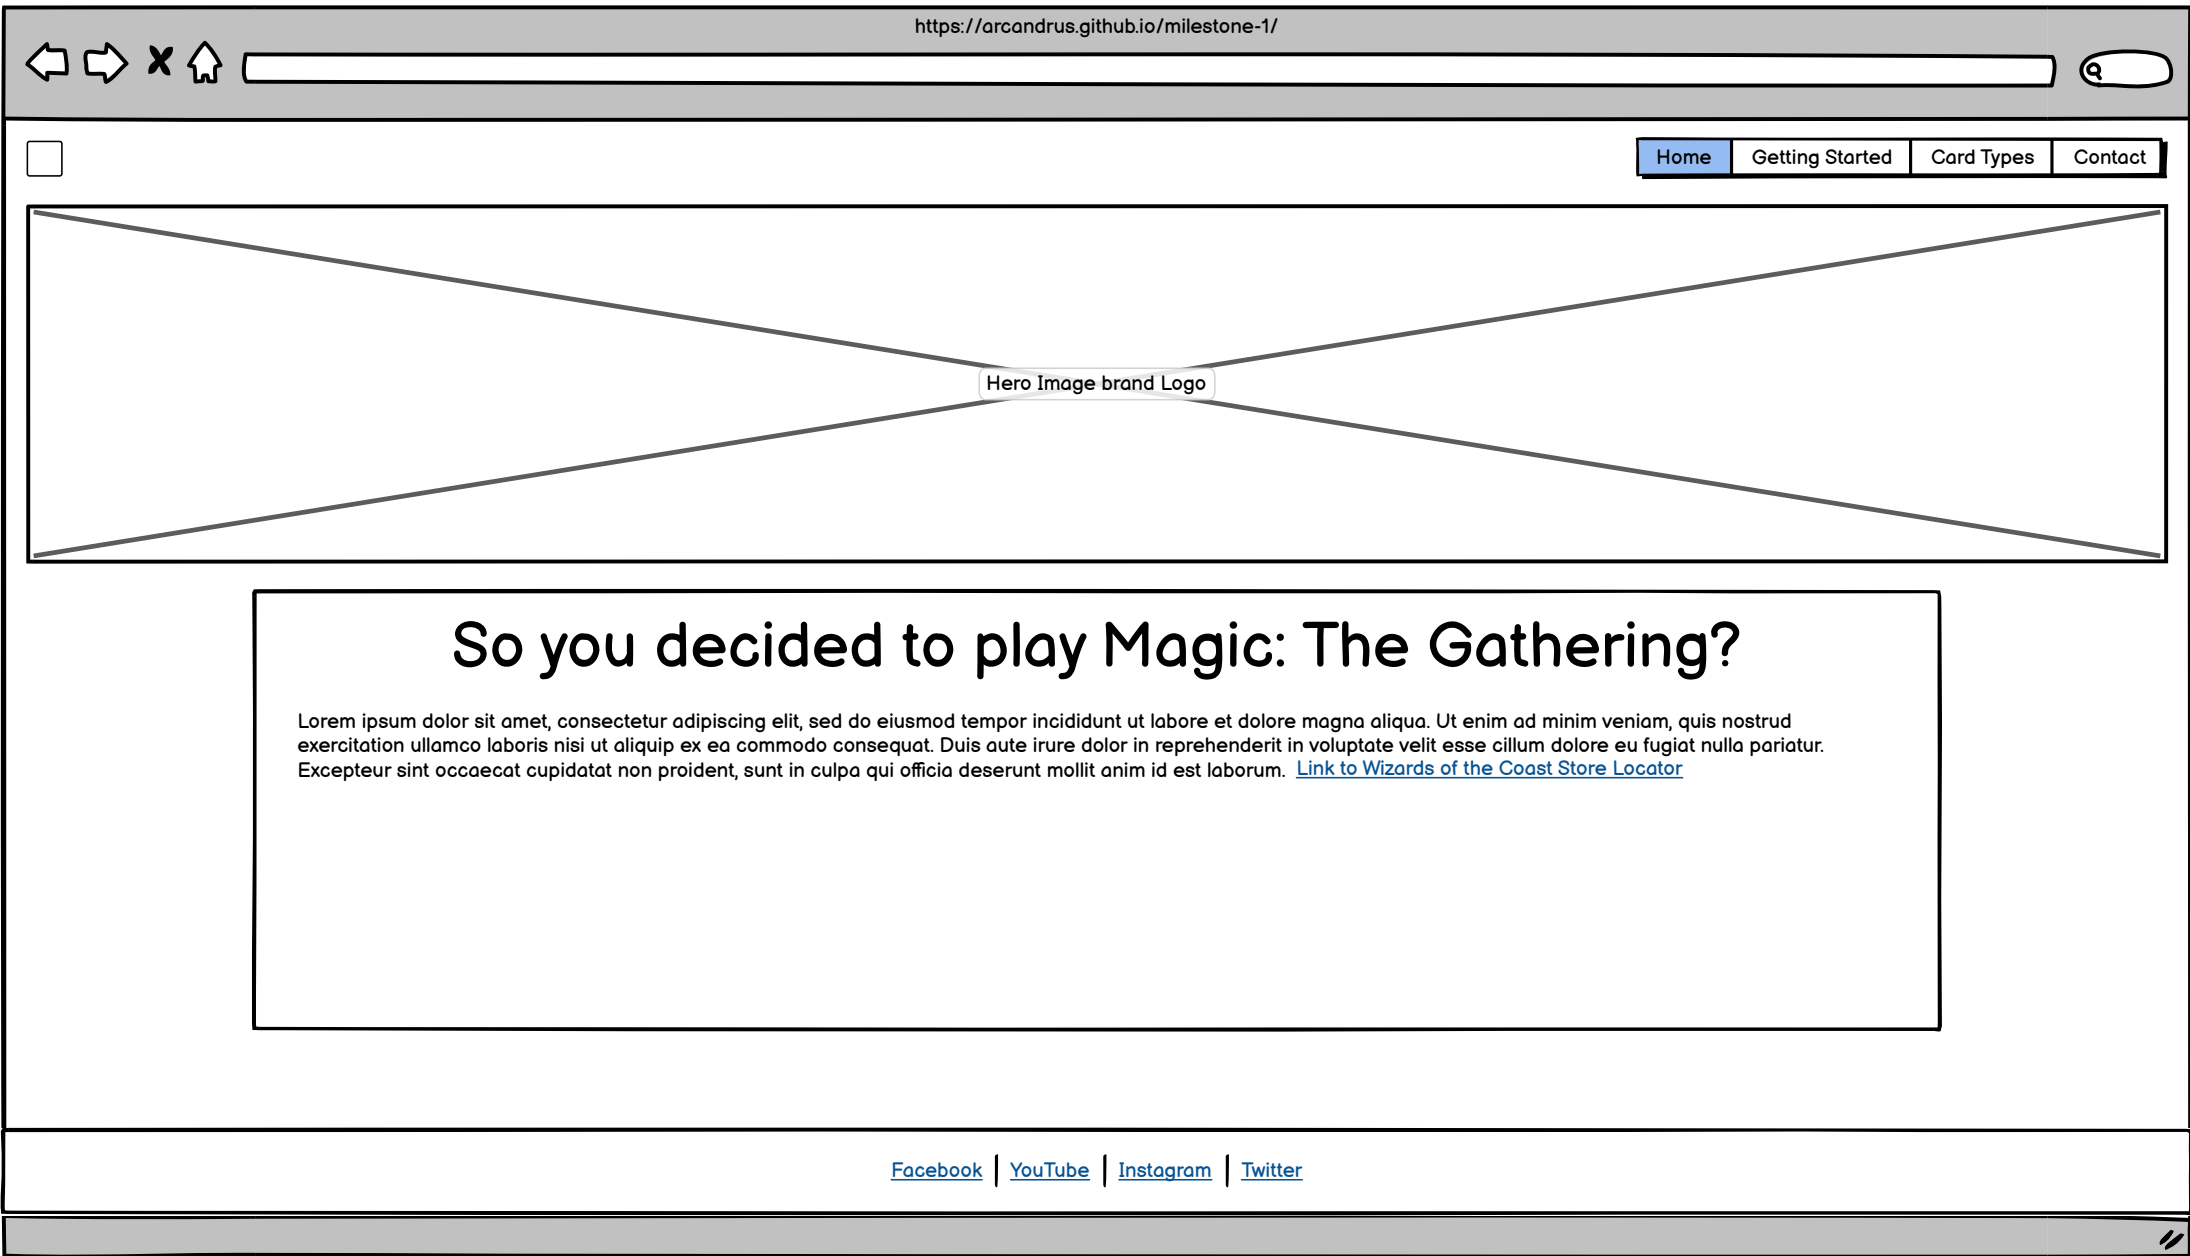 https://arcandrus.github.io/milestone-1/
Home Getting Started Card Types Contact
Hero Image brand Logo
So you decided to play Magic: The Gathering?
Lorem ipsum dolor sit amet, consectetur adipiscing elit, sed do eiusmod tempor incididunt ut labore et dolore magna aliqua. Ut enim ad minim veniam, quis nostrud
exercitation ullamco laboris nisi ut aliquip ex ea commodo consequat. Duis aute irure dolor in reprehenderit in voluptate velit esse cillum dolore eu fugiat nulla pariatur.
Excepteur sint occaecat cupidatat non proident, sunt in culpa qui officia deserunt mollit anim id est laborum. Link to Wizards of the Coast Store Locator
Facebook YouTube Instagram Twitter